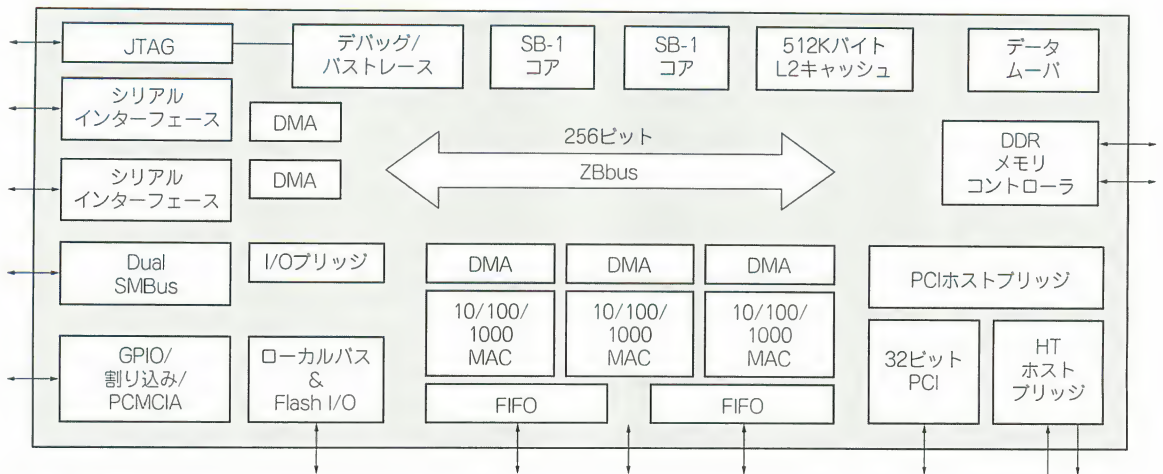 JTAG
デバッグ/
バストレース
SB-1
コア
SB-1
コア
512Kバイト
L2キャッシュ
データ
ムーバ
シリアル
インターフェース
DMA
シリアル
インターフェース
DMA
256ビット
ZBbus
DDR
メモリ
コントローラ
Dual
SMBus
I/Oブリッジ
DMA
DMA
DMA
PCIホストブリッジ
10/100/
1000
MAC
10/100/
1000
MAC
10/100/
1000
MAC
GPIO/
割り込み/
PCMCIA
ローカルバス
&
Flash I/O
FIFO
FIFO
32ビット
PCI
HT
ホスト
ブリッジ